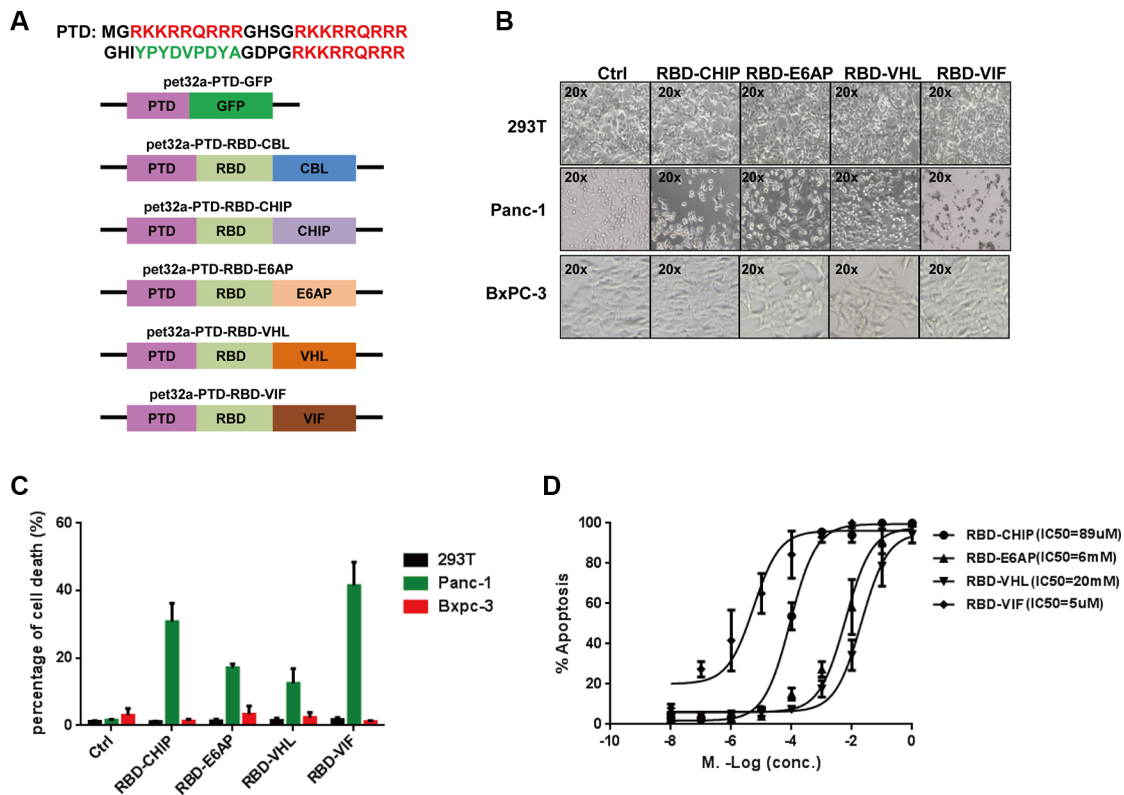 A
PTD: MGRKKRRQRRRGHSGRKKRRQRRR
GHIYPYDVPDYAGDPGRKKRRQRRR
pet32a-PTD-GFP
PTD GFP
pet32a-PTD-RBD-CBL
PTD RBD CBL
pet32a-PTD-RBD-CHIP
PTD RBD CHIP
pet32a-PTD-RBD-E6AP
PTD RBD E6AP
pet32a-PTD-RBD-VHL
PTD RBD VHL
pet32a-PTD-RBD-VIF
PTD RBD VIF
B
Ctrl RBD-CHIP RBD-E6AP RBD-VHL RBD-VIF
293T 20x 20x 20x 20x 20x
Panc-1 20x 20x 20x 20x 20x
BxPC-3 20x 20x 20x 20x 20x
C
percentage of cell death (%)
60
40
20
0
Ctrl RBD-CHIP RBD-E6AP RBD-VHL RBD-VIF
293T
Panc-1
Bxpc-3
D
% Apoptosis
100
80
60
40
20
0
-10 -8 -6 -4 -2 0
M. -Log (conc.)
RBD-CHIP (IC50=89uM)
RBD-E6AP(IC50=6mM)
RBD-VHL (IC50=20mM)
RBD-VIF (IC50=5uM)